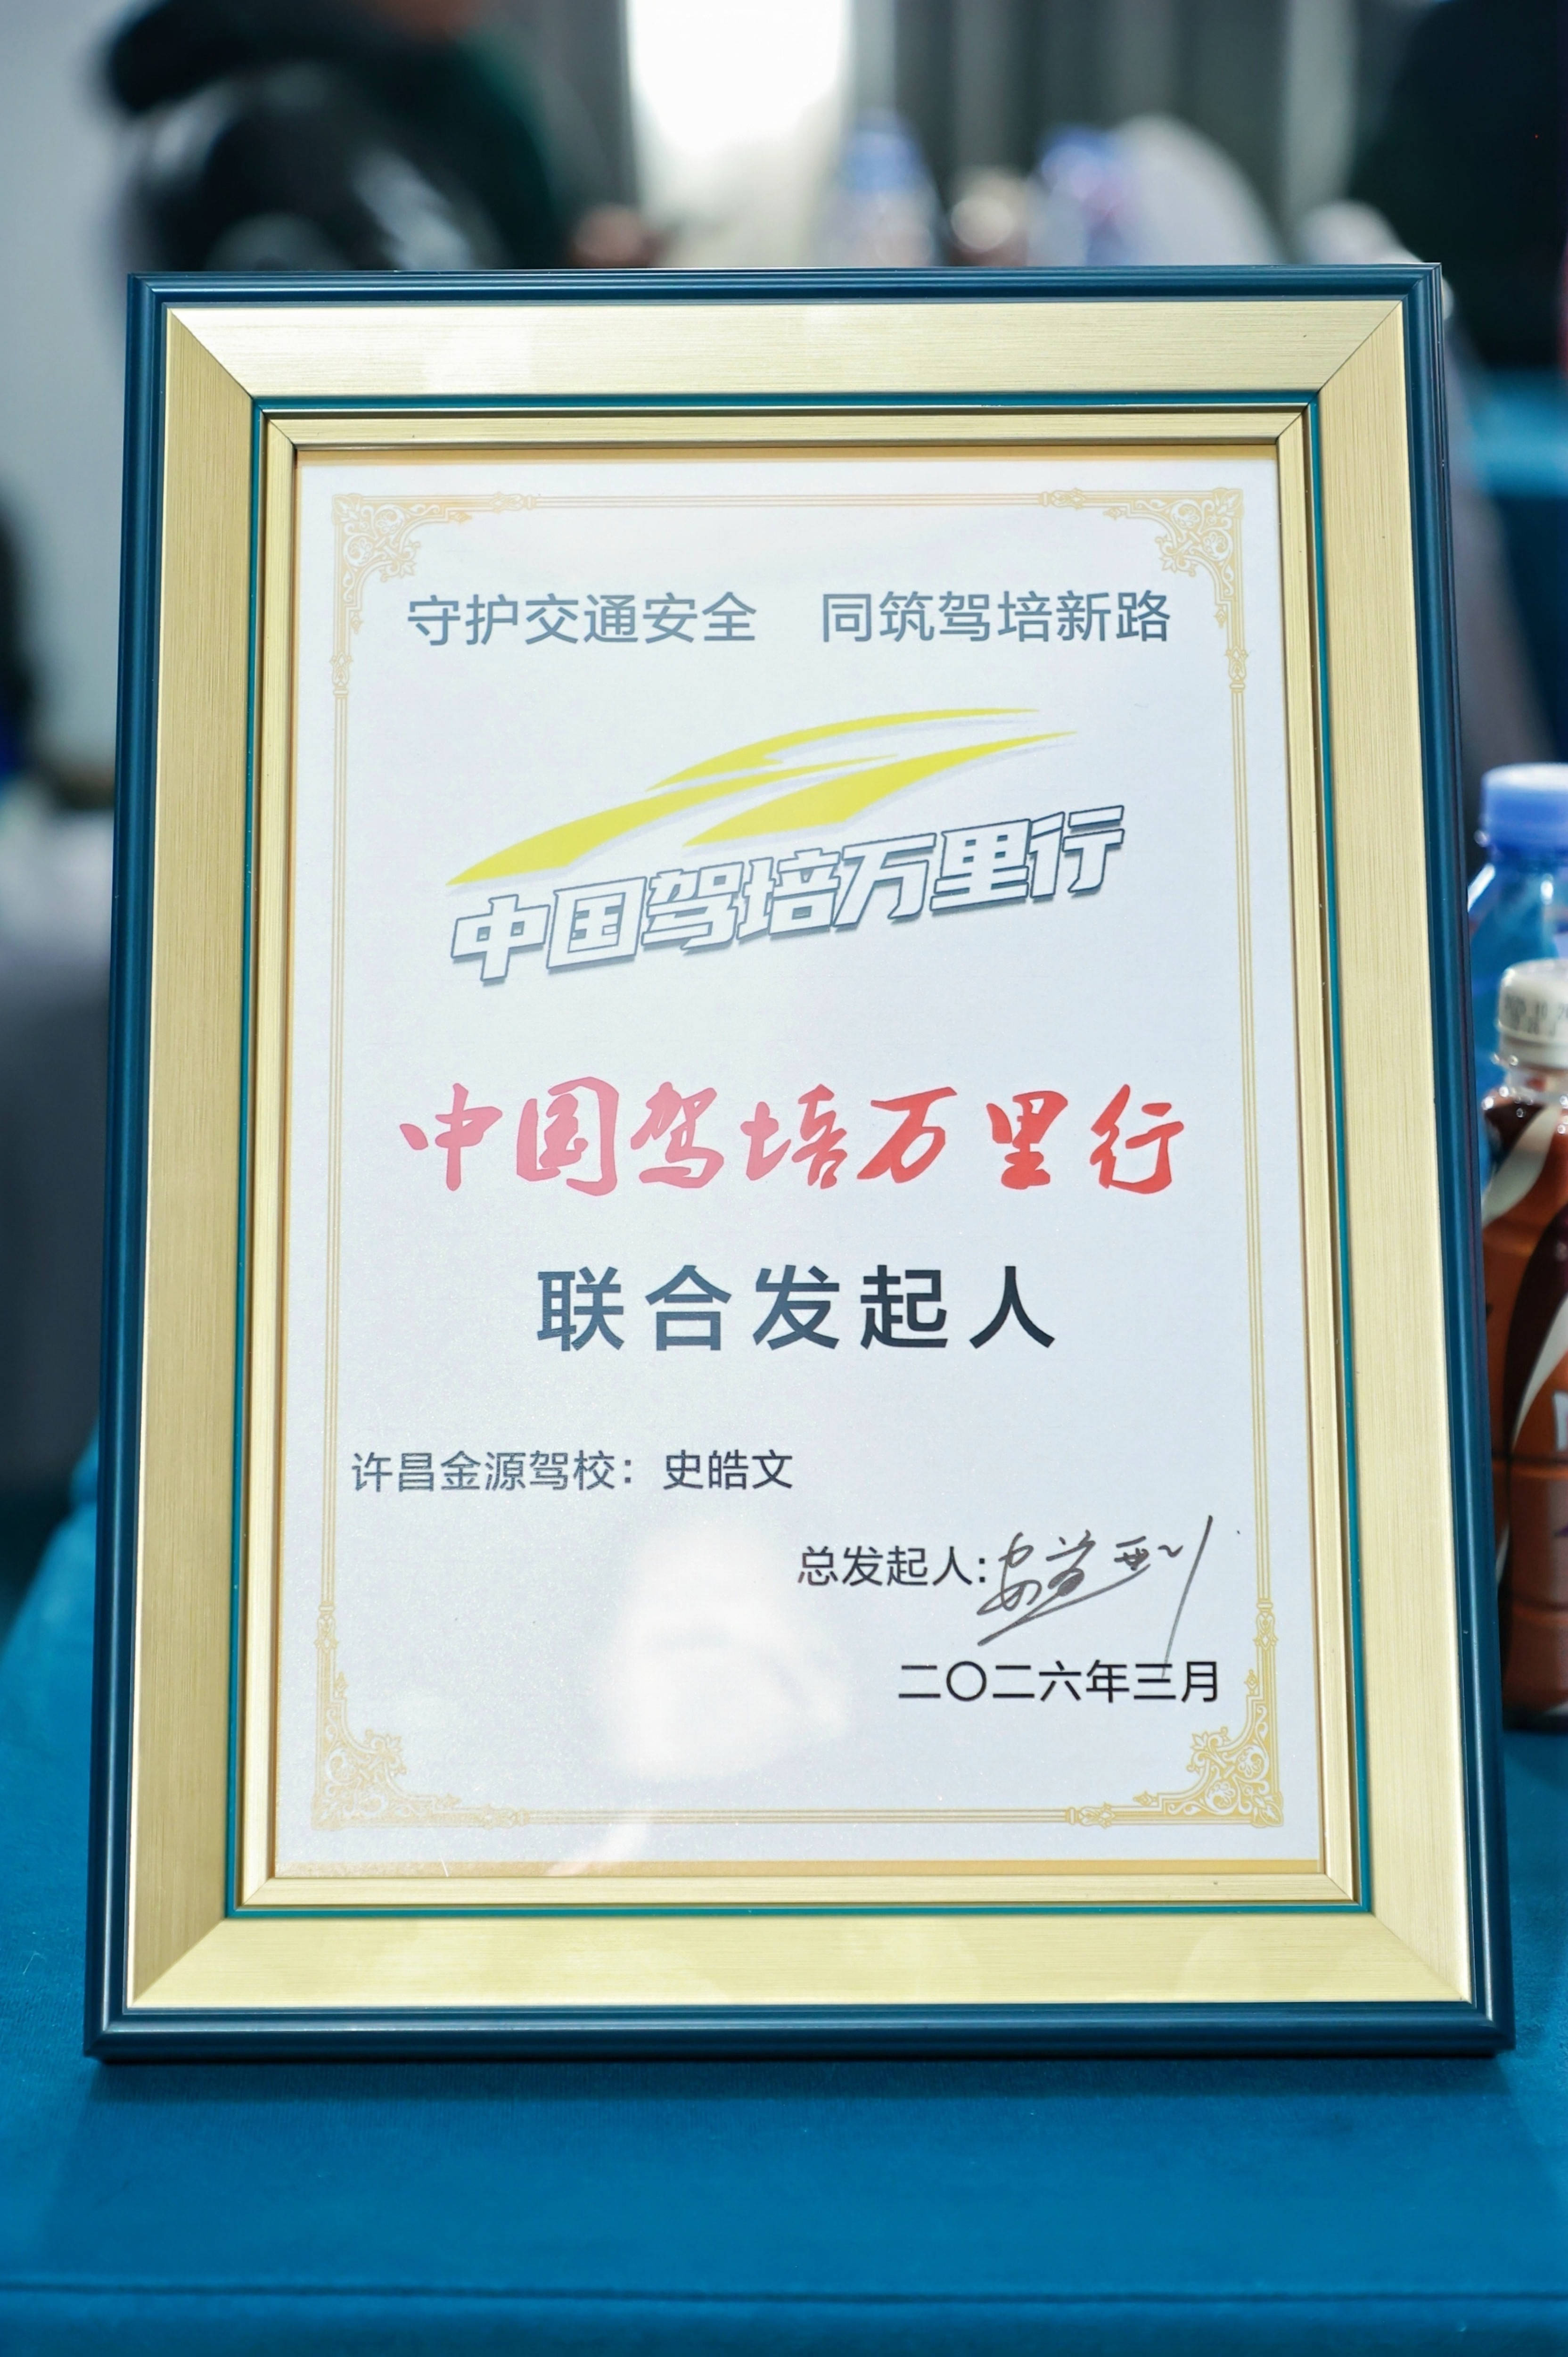 守护交通安全 同筑驾培新路
中国驾培万里行
中国驾培万里行
联合发起人
许昌金源驾校：史皓文
总发起人:
二〇二六年三月